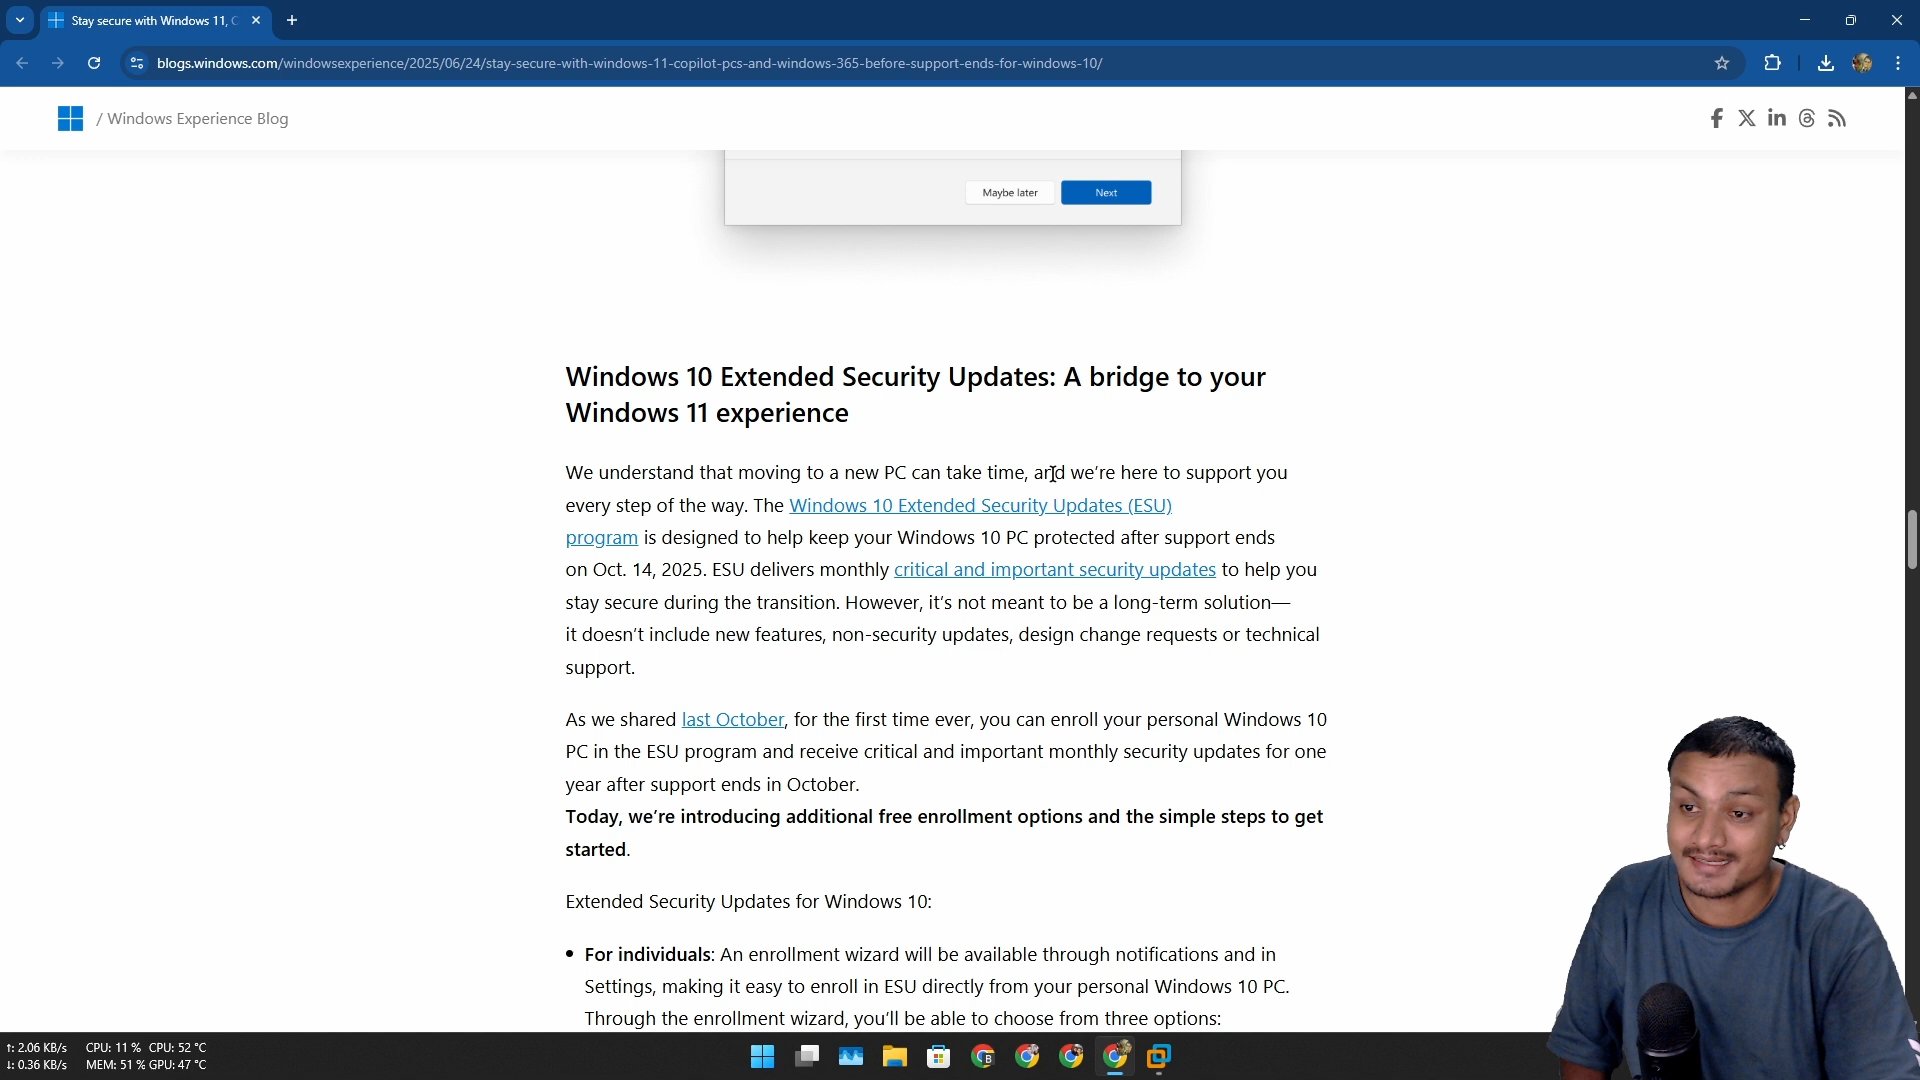 Stay secure with Windows 11, C
blogs.windows.com/windowsexperience/2025/06/24/stay-secure-with-windows-11-copilot-pcs-and-windows-365-before-support-ends-for-windows-10/
/ Windows Experience Blog
Maybe later
Next
Windows 10 Extended Security Updates: A bridge to your
Windows 11 experience
We understand that moving to a new PC can take time, and we’re here to support you
every step of the way. The Windows 10 Extended Security Updates (ESU)
program is designed to help keep your Windows 10 PC protected after support ends
on Oct. 14, 2025. ESU delivers monthly critical and important security updates to help you
stay secure during the transition. However, it’s not meant to be a long-term solution—
it doesn’t include new features, non-security updates, design change requests or technical
support.
As we shared last October, for the first time ever, you can enroll your personal Windows 10
PC in the ESU program and receive critical and important monthly security updates for one
year after support ends in October.
Today, we’re introducing additional free enrollment options and the simple steps to get
started.
Extended Security Updates for Windows 10:
• For individuals: An enrollment wizard will be available through notifications and in
Settings, making it easy to enroll in ESU directly from your personal Windows 10 PC.
Through the enrollment wizard, you’ll be able to choose from three options:
↑: 2.06 KB/s CPU: 11 % CPU: 52 °C
↓: 0.36 KB/s MEM: 51 % GPU: 47 °C